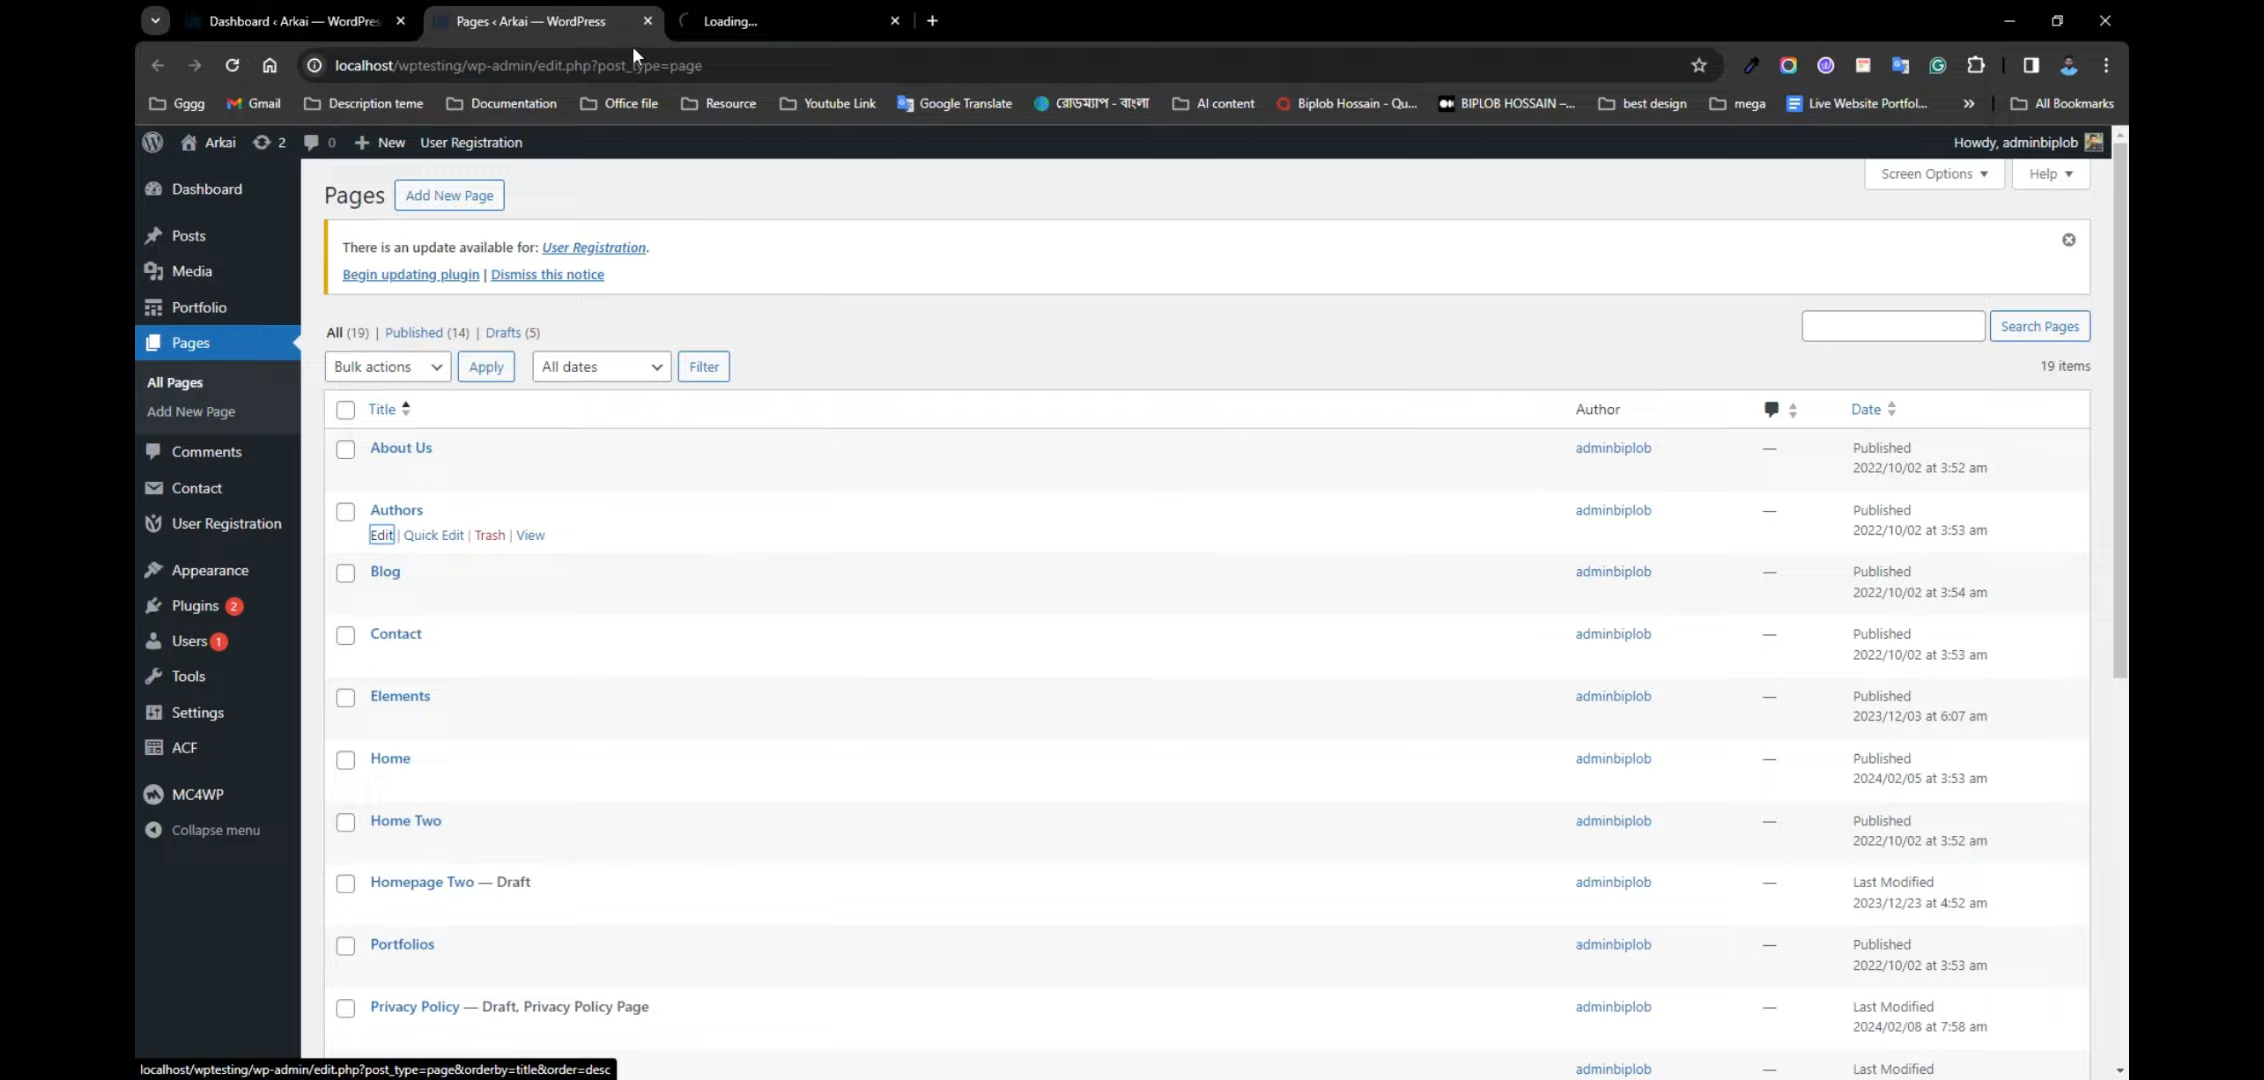 Dashboard ‹ Arkai — WordPres
Pages ‹ Arkai — WordPress
Loading...
localhost/wptesting/wp-admin/edit.php?post_type=page
Gggg
Gmail
Description teme
Documentation
Office file
Resource
Youtube Link
Google Translate
রোডম্যাপ - বাংলা
AI content
Biplob Hossain - Qu...
BIPLOB HOSSAIN –...
best design
mega
Live Website Portfol...
»
All Bookmarks
Arkai
2
0
New
User Registration
Howdy, adminbiplob
Dashboard
Posts
Media
Portfolio
Pages
All Pages
Add New Page
Comments
Contact
User Registration
Appearance
Plugins 2
Users 1
Tools
Settings
ACF
MC4WP
Collapse menu
Screen Options
Help
Pages
Add New Page
There is an update available for: User Registration.
Begin updating plugin | Dismiss this notice
All (19) | Published (14) | Drafts (5)
Search Pages
Bulk actions
Apply
All dates
Filter
19 items
Title
Author
Date
About Us
adminbiplob
—
Published
2022/10/02 at 3:52 am
Authors
Edit | Quick Edit | Trash | View
adminbiplob
—
Published
2022/10/02 at 3:53 am
Blog
adminbiplob
—
Published
2022/10/02 at 3:54 am
Contact
adminbiplob
—
Published
2022/10/02 at 3:53 am
Elements
adminbiplob
—
Published
2023/12/03 at 6:07 am
Home
adminbiplob
—
Published
2024/02/05 at 3:53 am
Home Two
adminbiplob
—
Published
2022/10/02 at 3:52 am
Homepage Two — Draft
adminbiplob
—
Last Modified
2023/12/23 at 4:52 am
Portfolios
adminbiplob
—
Published
2022/10/02 at 3:53 am
Privacy Policy — Draft, Privacy Policy Page
adminbiplob
—
Last Modified
2024/02/08 at 7:58 am
adminbiplob
—
Last Modified
localhost/wptesting/wp-admin/edit.php?post_type=page&orderby=title&order=desc